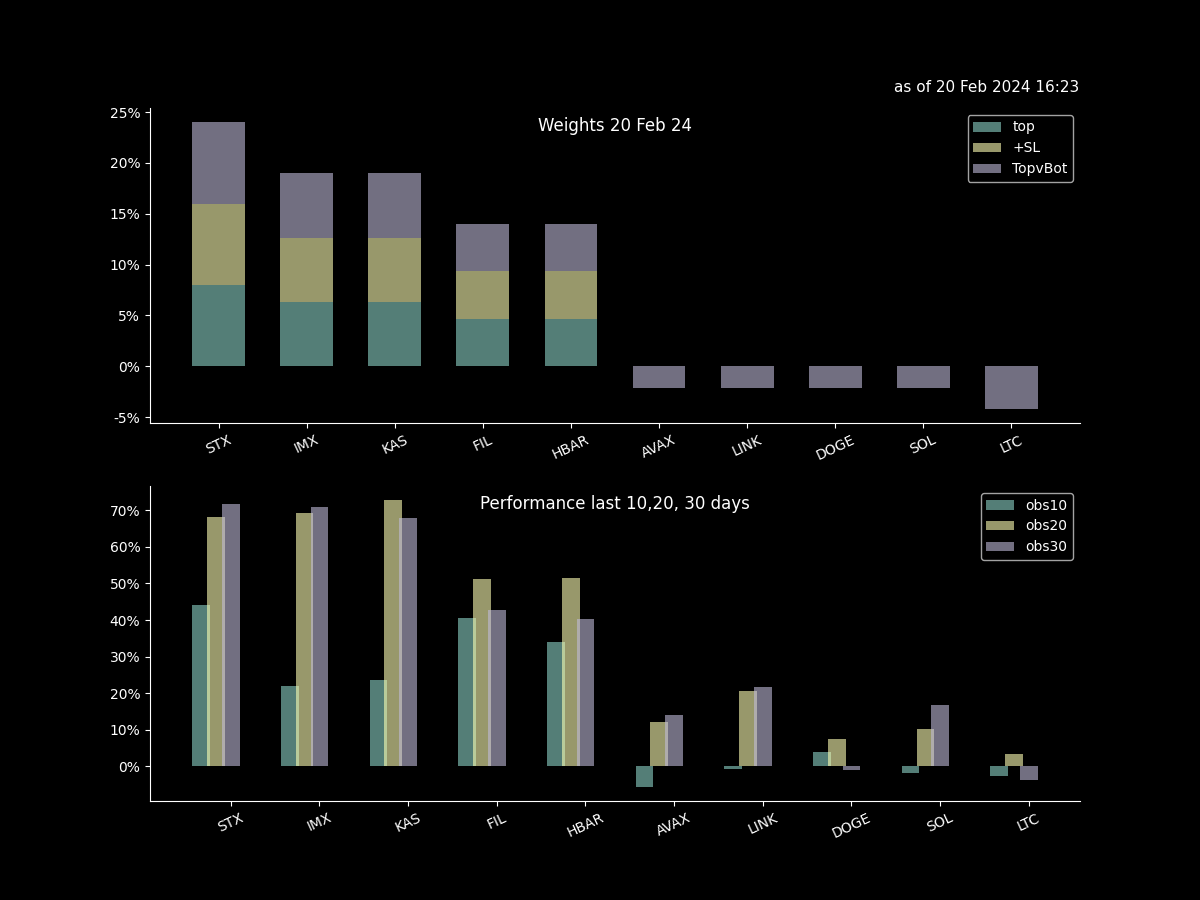 as of 20 Feb 2024 16:23
Weights 20 Feb 24
top
+SL
TopvBot
25%
20%
15%
10%
5%
0%
-5%
STX IMX KAS FIL HBAR AVAX LINK DOGE SOL LTC
Performance last 10,20, 30 days
obs10
obs20
obs30
70%
60%
50%
40%
30%
20%
10%
0%
STX IMX KAS FIL HBAR AVAX LINK DOGE SOL LTC